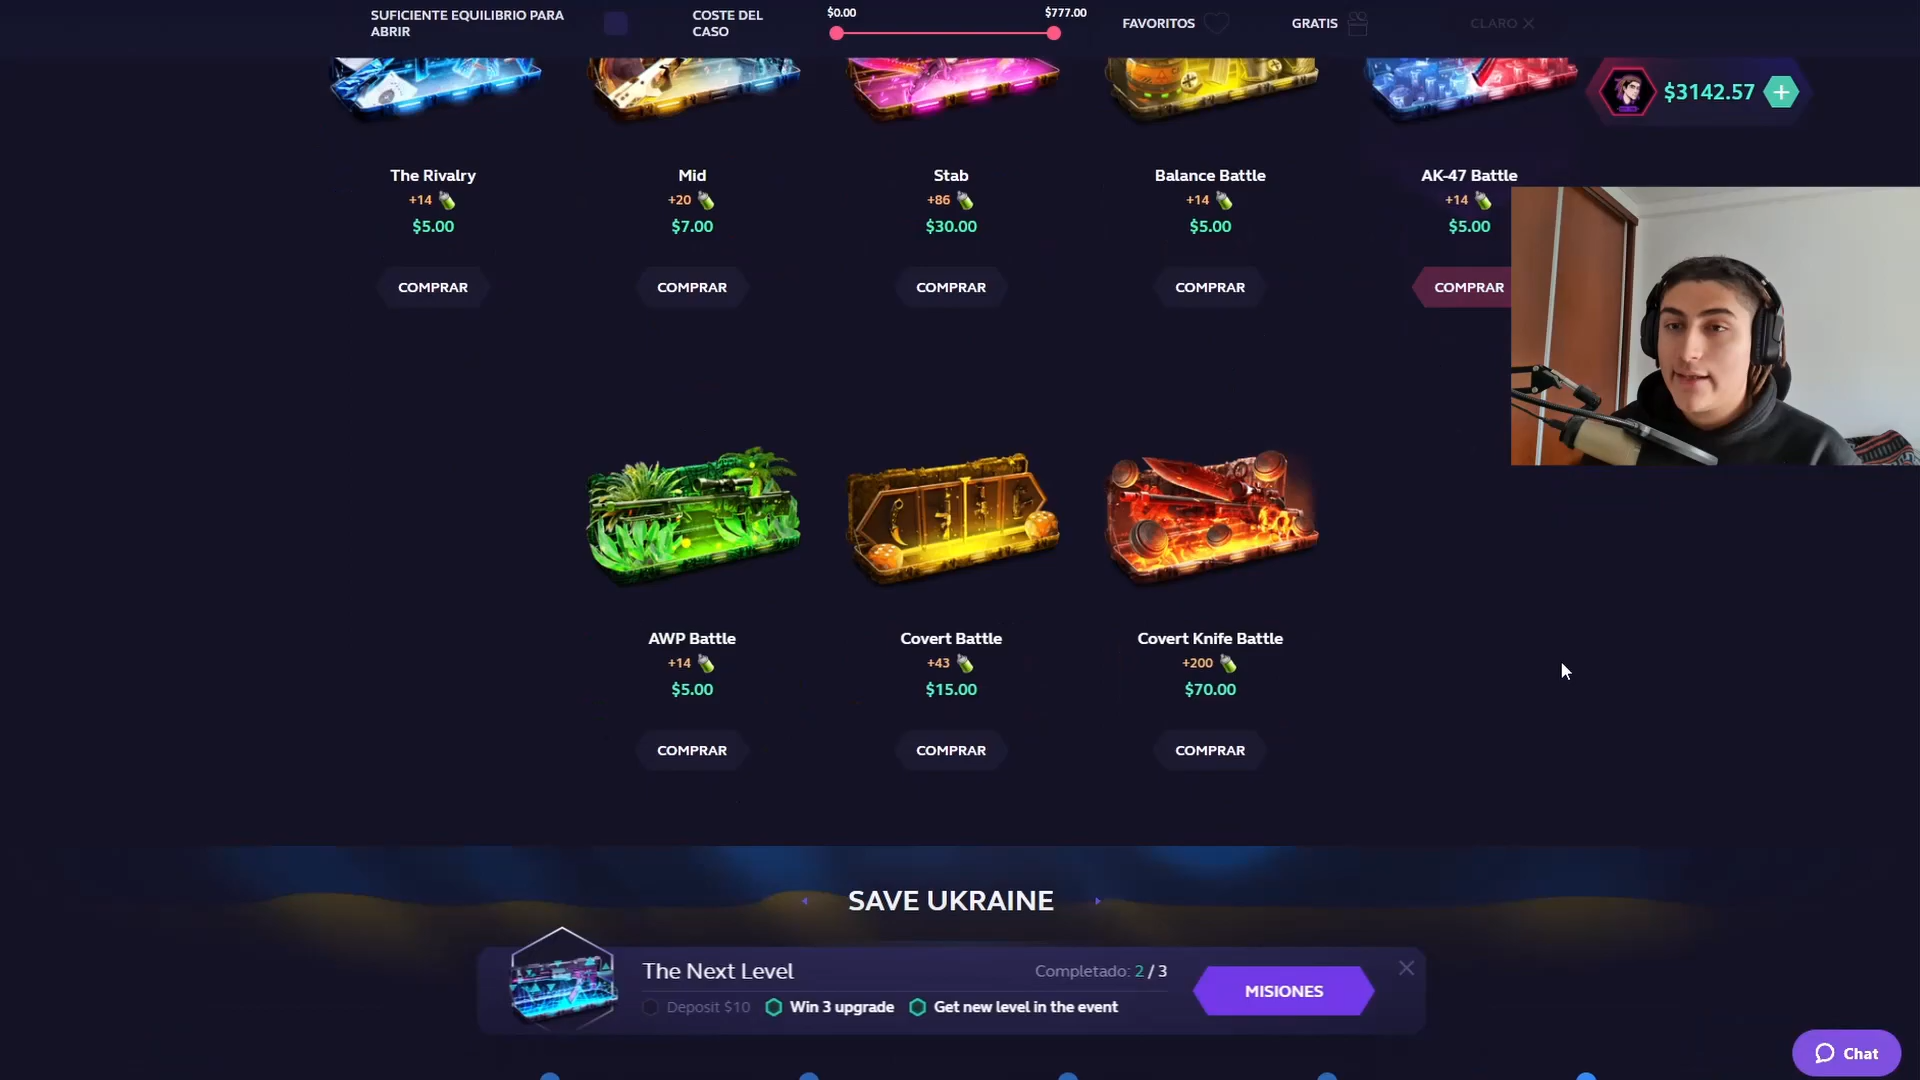 SUFICIENTE EQUILIBRIO PARA
ABRIR
COSTE DEL
CASO
$0.00
$777.00
FAVORITOS
GRATIS
CLARO
$3142.57
The Rivalry
+14
$5.00
COMPRAR
Mid
+20
$7.00
COMPRAR
Stab
+86
$30.00
COMPRAR
Balance Battle
+14
$5.00
COMPRAR
AK-47 Battle
+14
$5.00
COMPRAR
AWP Battle
+14
$5.00
COMPRAR
Covert Battle
+43
$15.00
COMPRAR
Covert Knife Battle
+200
$70.00
COMPRAR
SAVE UKRAINE
The Next Level
Completado: 2 / 3
Deposit $10 Win 3 upgrade Get new level in the event
MISIONES
Chat